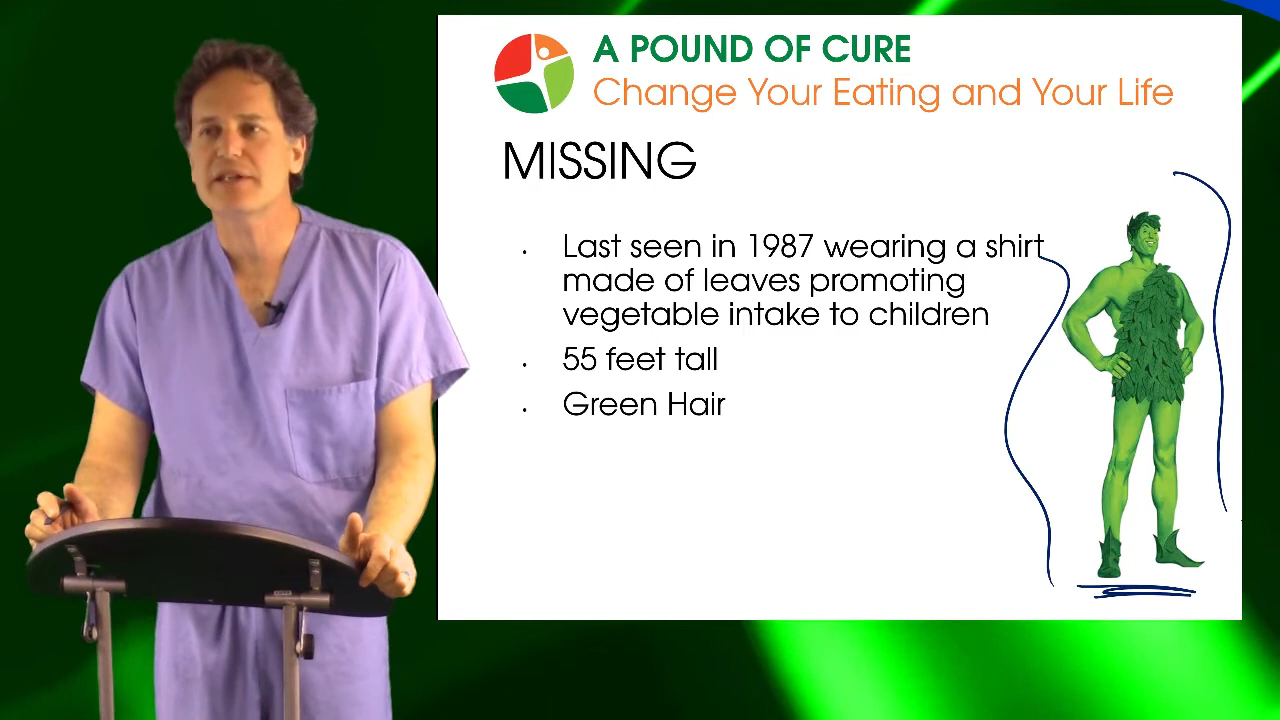 A POUND OF CURE
Change Your Eating and Your Life
MISSING
• Last seen in 1987 wearing a shirt
made of leaves promoting
vegetable intake to children
• 55 feet tall
• Green Hair